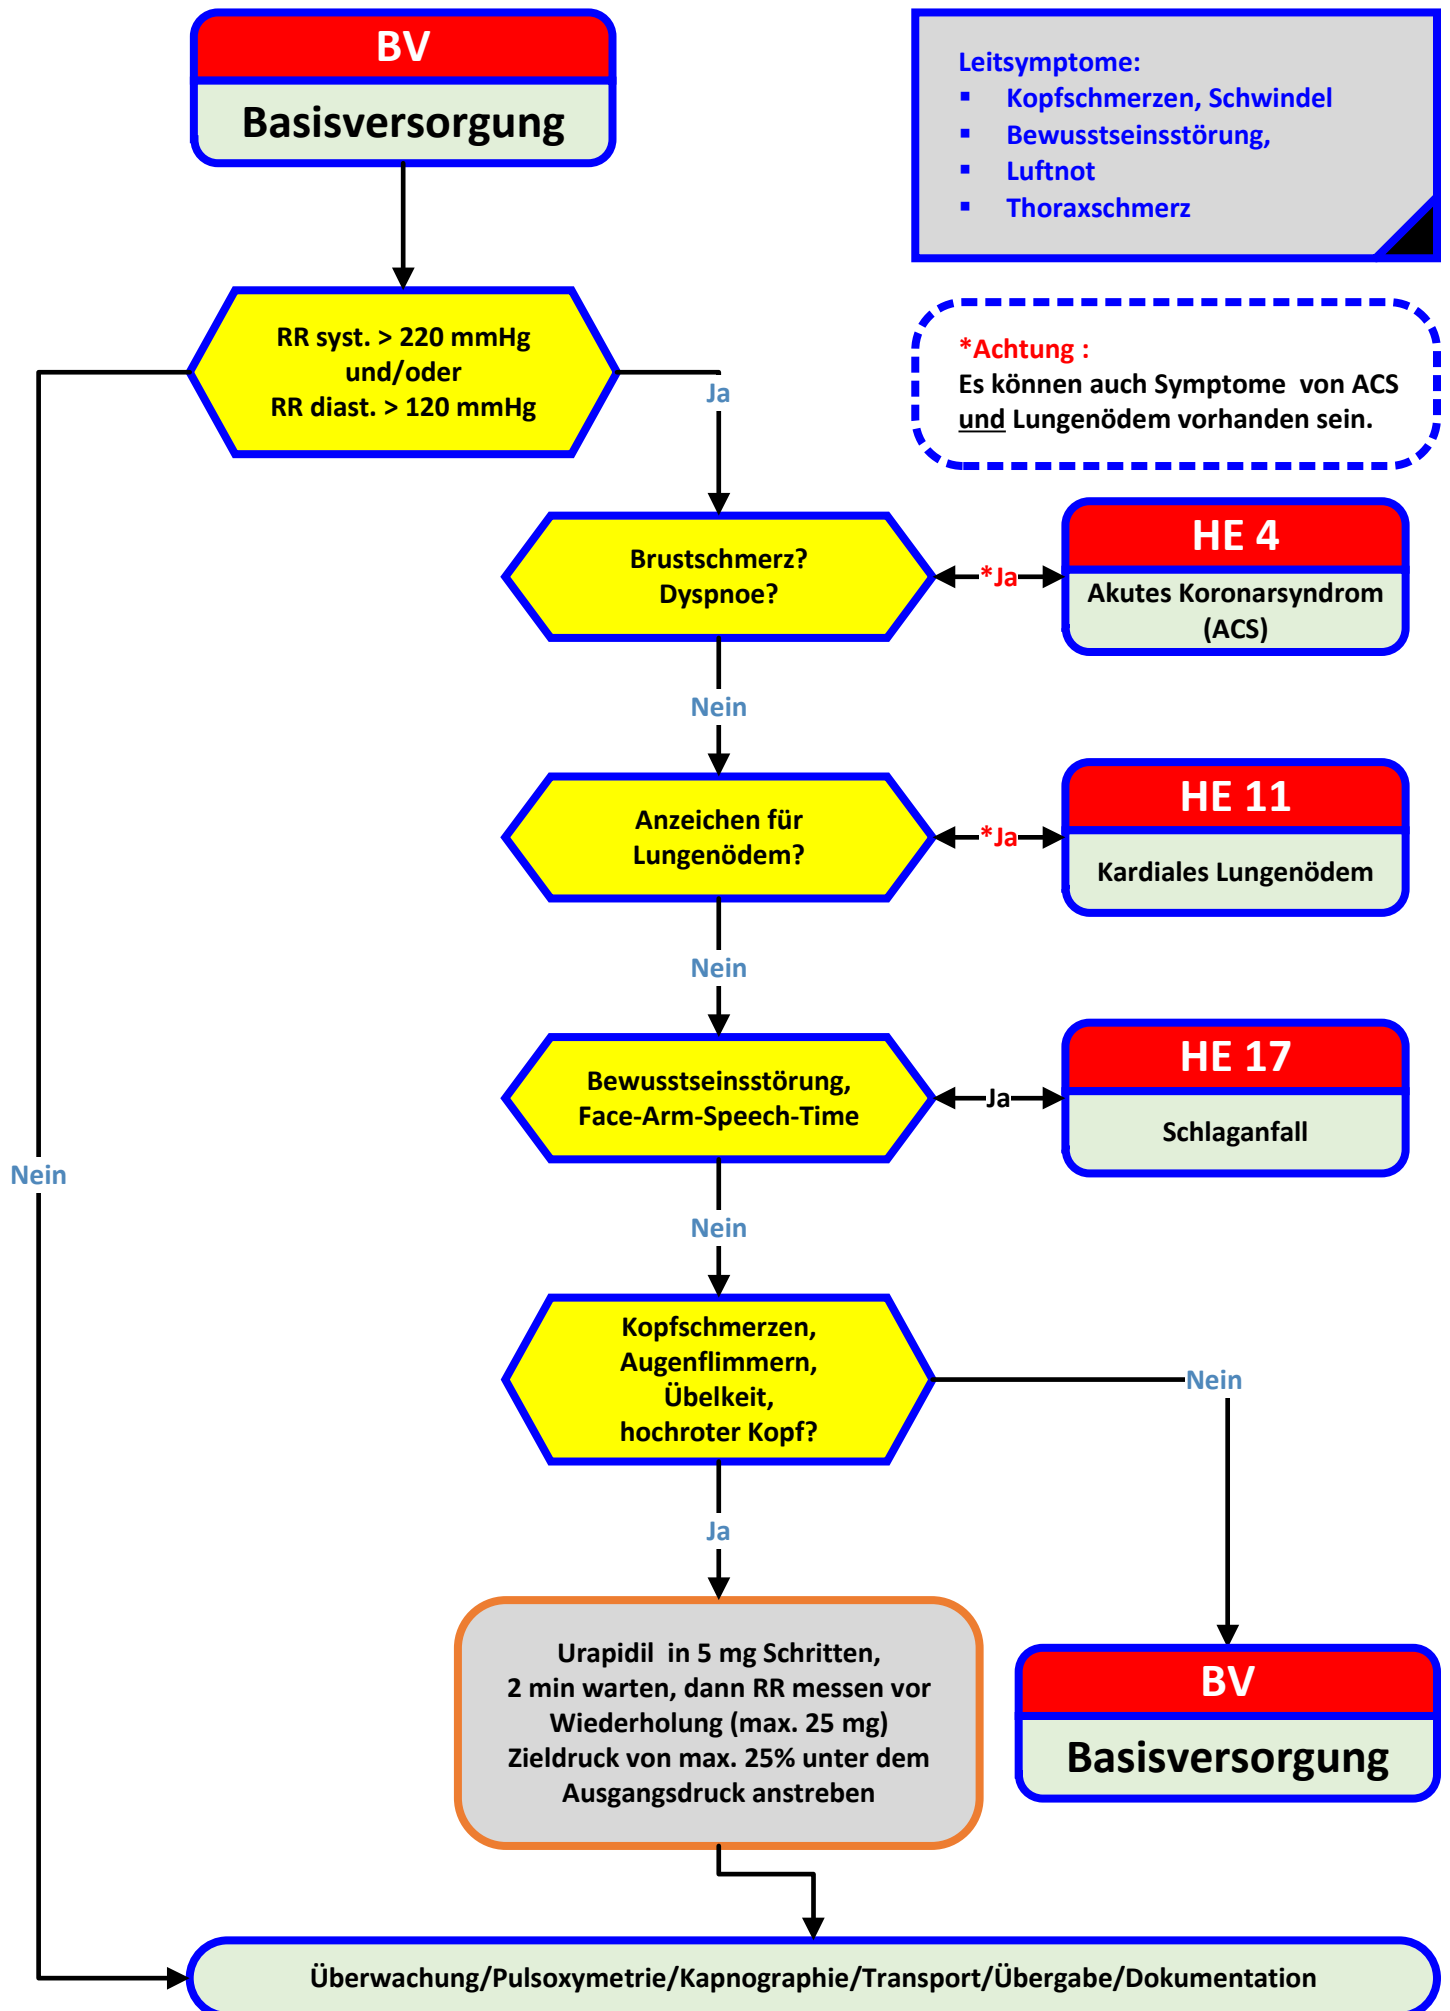 BV
Basisversorgung
Leitsymptome:
▪ Kopfschmerzen, Schwindel
▪ Bewusstseinsstörung,
▪ Luftnot
▪ Thoraxschmerz
RR syst. > 220 mmHg
und/oder
RR diast. > 120 mmHg
Ja
*Achtung :
Es können auch Symptome von ACS
und Lungenödem vorhanden sein.
Brustschmerz?
Dyspnoe?
*Ja
HE 4
Akutes Koronarsyndrom
(ACS)
Nein
Anzeichen für
Lungenödem?
*Ja
HE 11
Kardiales Lungenödem
Nein
Bewusstseinsstörung,
Face-Arm-Speech-Time
Ja
HE 17
Schlaganfall
Nein
Nein
Kopfschmerzen,
Augenflimmern,
Übelkeit,
hochroter Kopf?
Nein
Ja
Urapidil in 5 mg Schritten,
2 min warten, dann RR messen vor
Wiederholung (max. 25 mg)
Zieldruck von max. 25% unter dem
Ausgangsdruck anstreben
BV
Basisversorgung
Überwachung/Pulsoxymetrie/Kapnographie/Transport/Übergabe/Dokumentation